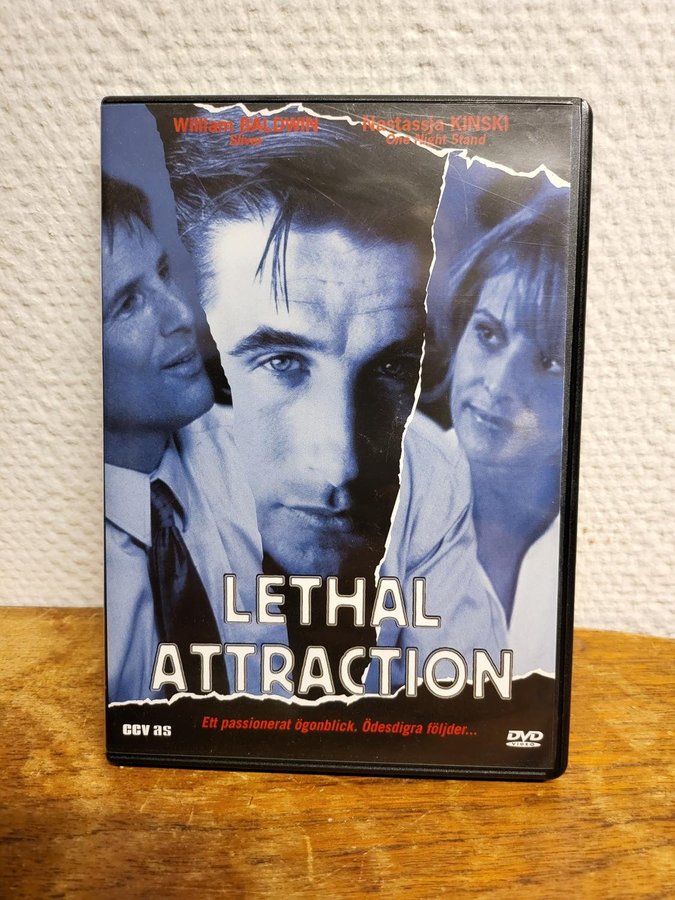 William BALDWIN
Sliver
Nastassja KINSKI
One Night Stand
LETHAL
ATTRACTION
Ett passionerat ögonblick. Ödesdigra följder...
CCV as
DVD
VIDEO